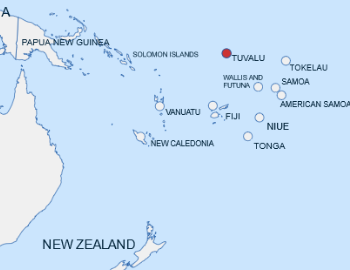 A
PAPUA NEW GUINEA
SOLOMON ISLANDS
TUVALU
TOKELAU
WALLIS AND
FUTUNA
SAMOA
AMERICAN SAMOA
VANUATU
FIJI
NIUE
NEW CALEDONIA
TONGA
NEW ZEALAND